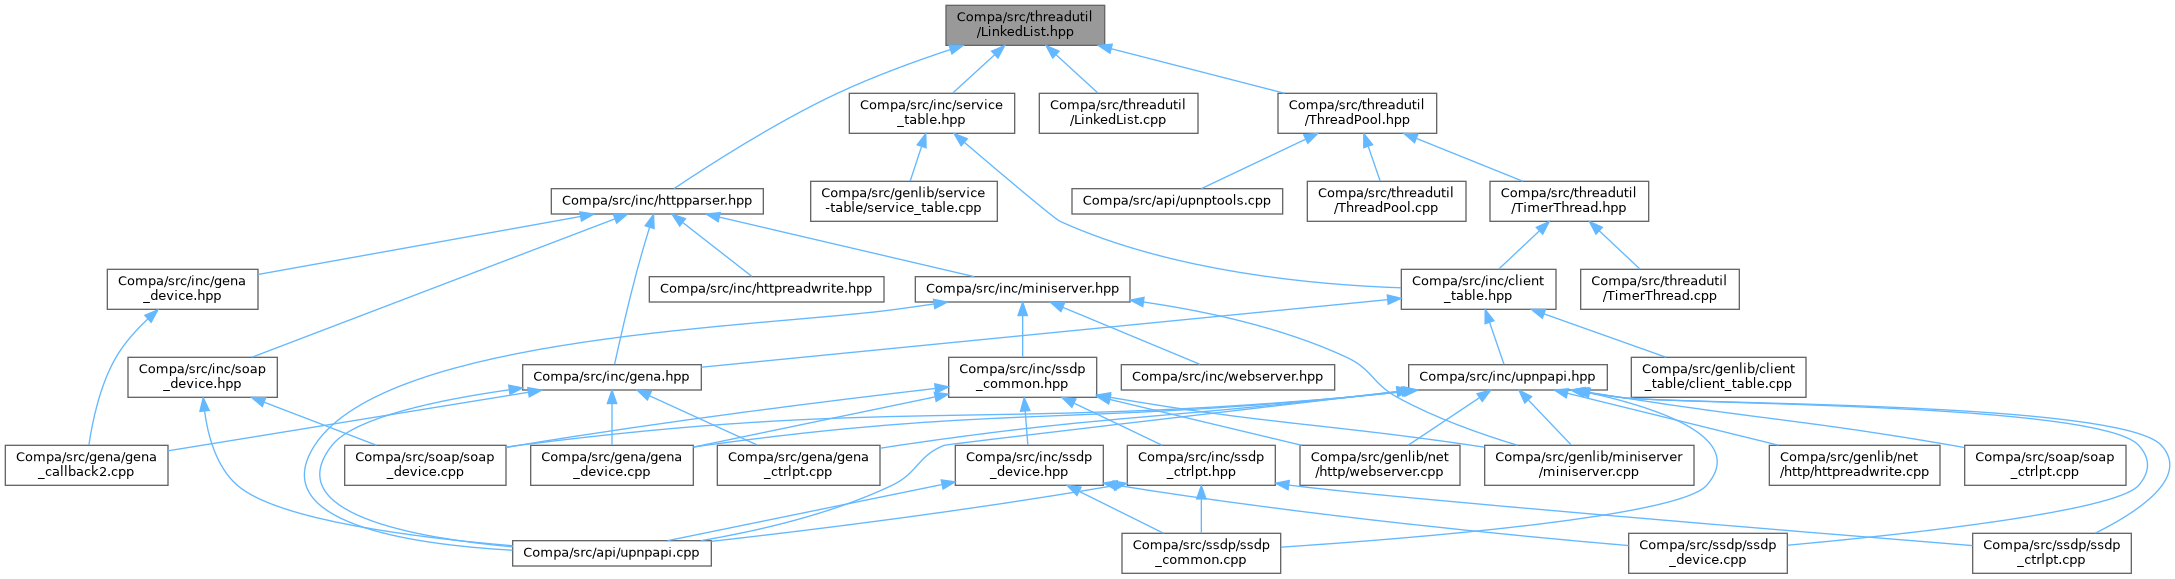 Compa/src/threadutil
/LinkedList.hpp
Compa/src/inc/service
_table.hpp
Compa/src/threadutil
/LinkedList.cpp
Compa/src/threadutil
/ThreadPool.hpp
Compa/src/inc/httpparser.hpp
Compa/src/genlib/service
-table/service_table.cpp
Compa/src/api/upnptools.cpp
Compa/src/threadutil
/ThreadPool.cpp
Compa/src/threadutil
/TimerThread.hpp
Compa/src/inc/gena
_device.hpp
Compa/src/inc/httpreadwrite.hpp
Compa/src/inc/miniserver.hpp
Compa/src/inc/client
_table.hpp
Compa/src/threadutil
/TimerThread.cpp
Compa/src/inc/soap
_device.hpp
Compa/src/inc/gena.hpp
Compa/src/inc/ssdp
_common.hpp
Compa/src/inc/webserver.hpp
Compa/src/inc/upnpapi.hpp
Compa/src/genlib/client
_table/client_table.cpp
Compa/src/gena/gena
_callback2.cpp
Compa/src/soap/soap
_device.cpp
Compa/src/gena/gena
_device.cpp
Compa/src/gena/gena
_ctrlpt.cpp
Compa/src/inc/ssdp
_device.hpp
Compa/src/inc/ssdp
_ctrlpt.hpp
Compa/src/genlib/net
/http/webserver.cpp
Compa/src/genlib/miniserver
/miniserver.cpp
Compa/src/genlib/net
/http/httpreadwrite.cpp
Compa/src/soap/soap
_ctrlpt.cpp
Compa/src/api/upnpapi.cpp
Compa/src/ssdp/ssdp
_common.cpp
Compa/src/ssdp/ssdp
_device.cpp
Compa/src/ssdp/ssdp
_ctrlpt.cpp